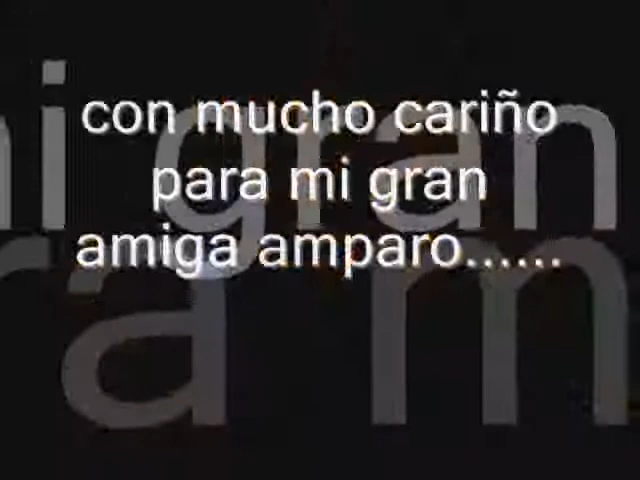 con mucho cariño
para mi gran
amiga amparo......